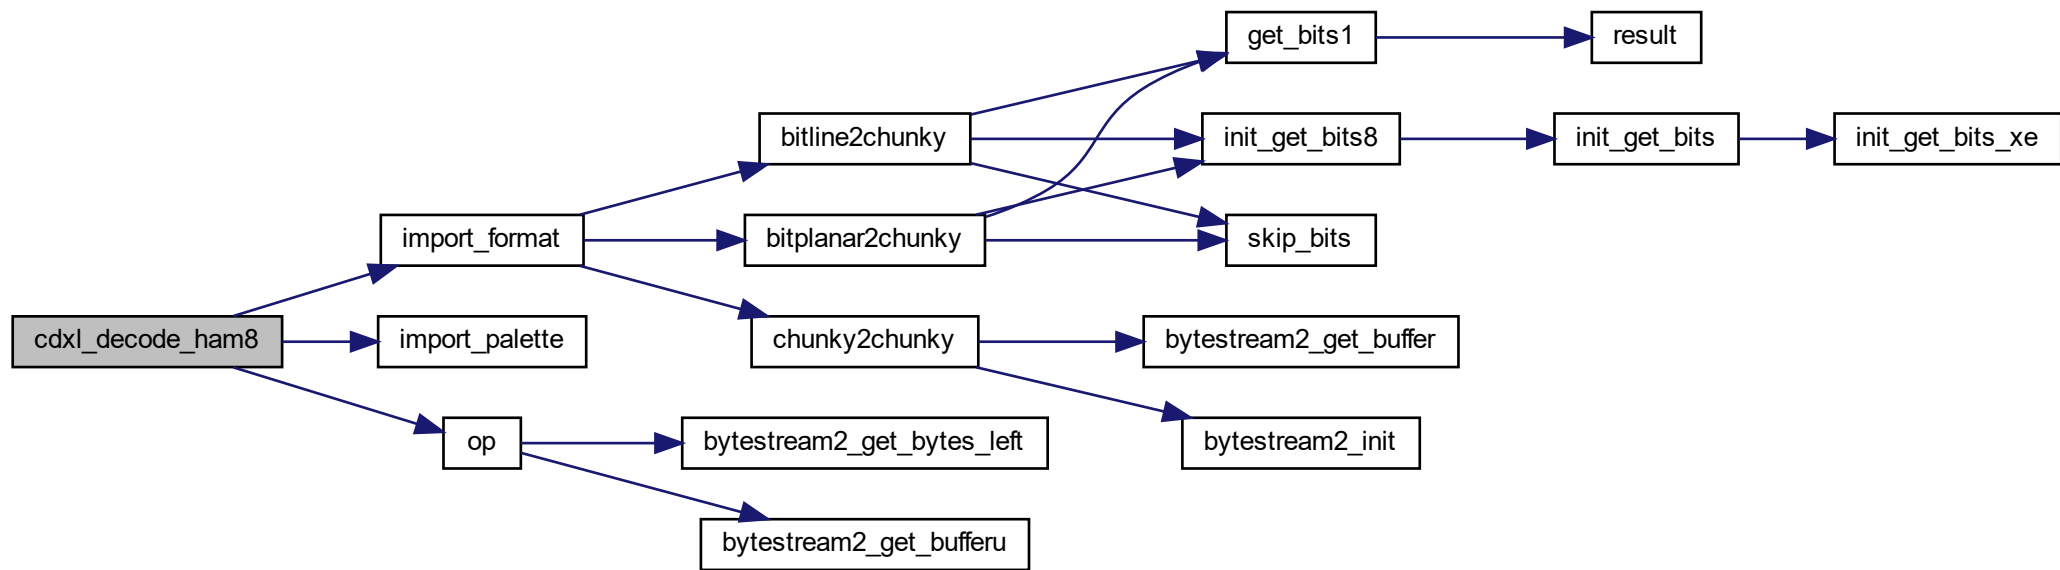 get_bits1
result
bitline2chunky
init_get_bits8
init_get_bits
init_get_bits_xe
import_format
bitplanar2chunky
skip_bits
cdxl_decode_ham8
import_palette
chunky2chunky
bytestream2_get_buffer
op
bytestream2_get_bytes_left
bytestream2_init
bytestream2_get_bufferu